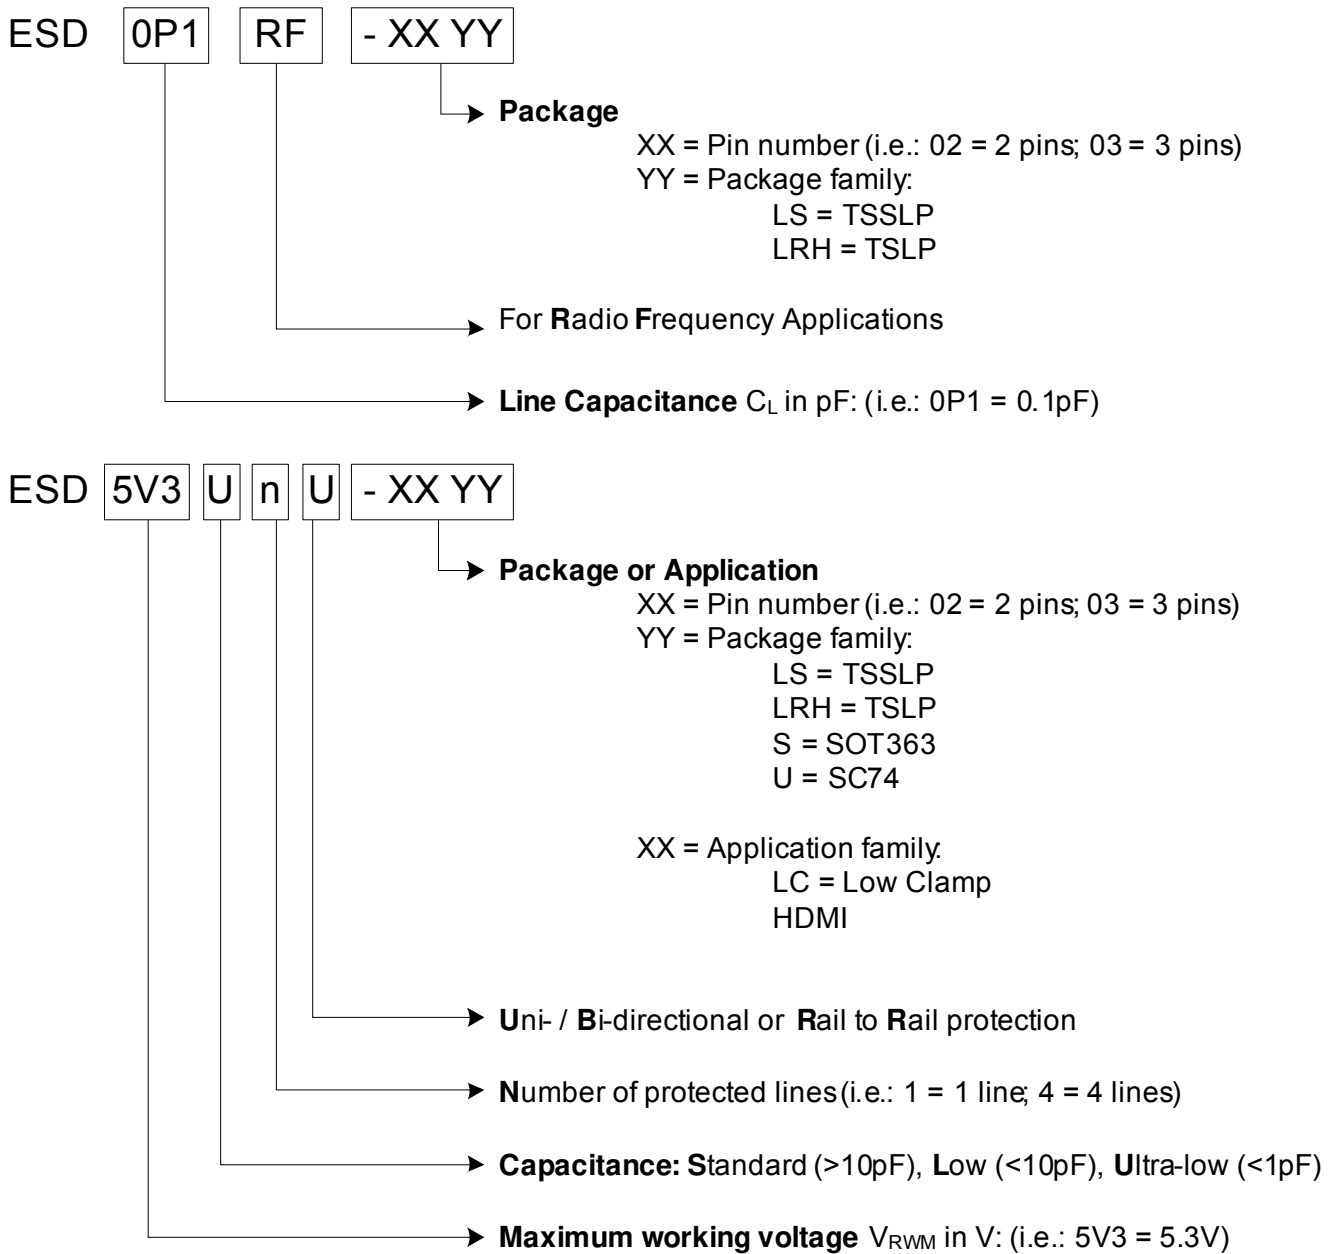 ESD 0P1 RF - XX YY
Package
XX = Pin number (i.e.: 02 = 2 pins; 03 = 3 pins)
YY = Package family:
LS = TSSLP
LRH = TSLP
For Radio Frequency Applications
Line Capacitance CL in pF: (i.e.: 0P1 = 0.1pF)
ESD 5V3 U n U - XX YY
Package or Application
XX = Pin number (i.e.: 02 = 2 pins; 03 = 3 pins)
YY = Package family:
LS = TSSLP
LRH = TSLP
S = SOT363
U = SC74
XX = Application family:
LC = Low Clamp
HDMI
Uni- / Bi-directional or Rail to Rail protection
Number of protected lines (i.e.: 1 = 1 line; 4 = 4 lines)
Capacitance: Standard (>10pF), Low (<10pF), Ultra-low (<1pF)
Maximum working voltage VRWM in V: (i.e.: 5V3 = 5.3V)